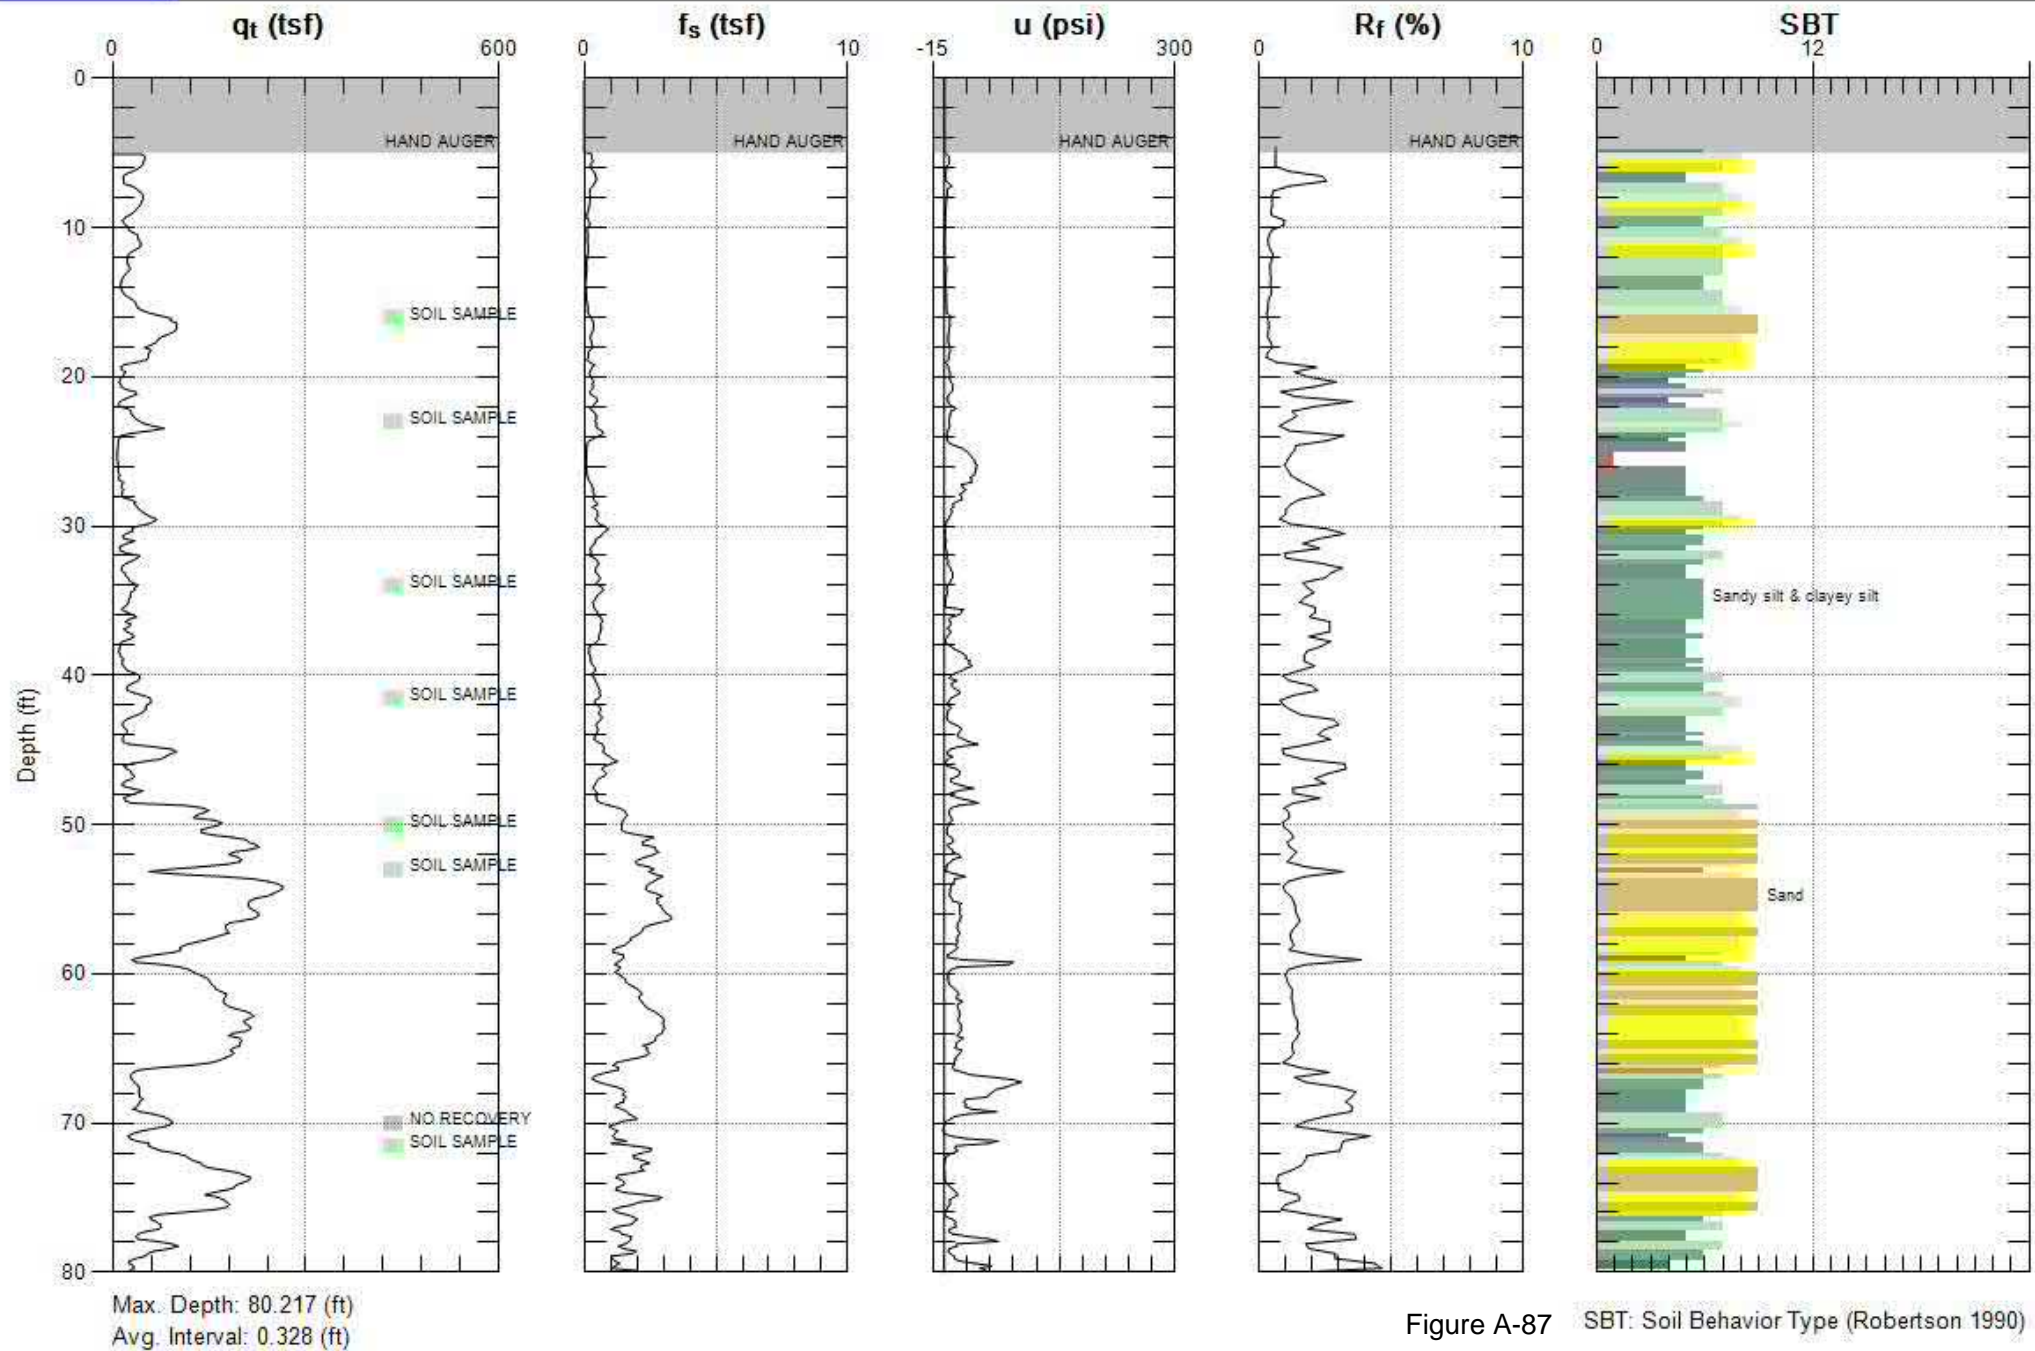 qt (tsf) fs (tsf) u (psi) Rf (%) SBT
0 600 0 10 -15 300 0 10 0 12
0
HAND AUGER HAND AUGER HAND AUGER HAND AUGER
10
SOIL SAMPLE
20
SOIL SAMPLE
30
SOIL SAMPLE
Sandy silt & clayey silt
40
SOIL SAMPLE
Depth (ft)
50
SOIL SAMPLE
SOIL SAMPLE
Sand
60
70
NO RECOVERY
SOIL SAMPLE
80
Max. Depth: 80.217 (ft)
Avg. Interval: 0.328 (ft)
Figure A-87
SBT: Soil Behavior Type (Robertson 1990)